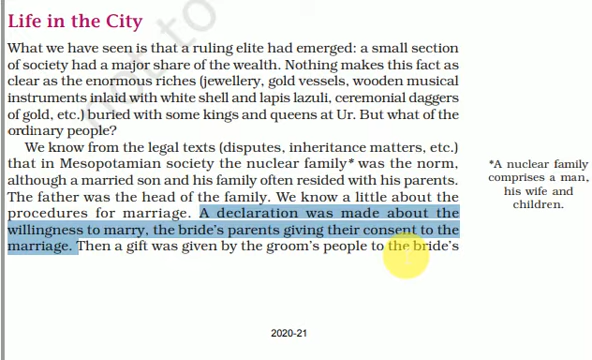 Life in the City
What we have seen is that a ruling elite had emerged: a small section
of society had a major share of the wealth. Nothing makes this fact as
clear as the enormous riches (jewellery, gold vessels, wooden musical
instruments inlaid with white shell and lapis lazuli, ceremonial daggers
of gold, etc.) buried with some kings and queens at Ur. But what of the
ordinary people?
We know from the legal texts (disputes, inheritance matters, etc.)
that in Mesopotamian society the nuclear family* was the norm,
although a married son and his family often resided with his parents.
The father was the head of the family. We know a little about the
procedures for marriage. A declaration was made about the
willingness to marry, the bride's parents giving their consent to the
marriage. Then a gift was given by the groom's people to the bride's
*A nuclear family
comprises a man,
his wife and
children.
not to
2020-21